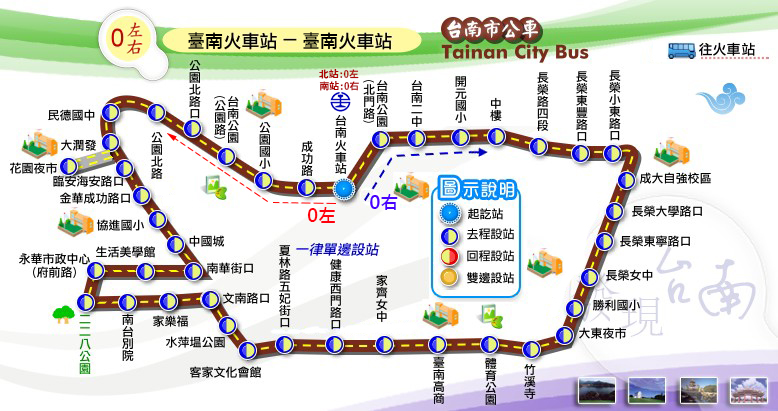 0左右
臺南火車站 － 臺南火車站
台南市公車
Tainan City Bus
往火車站
北站:0左
南站:0右
台南火車站
0左
0右
一律單邊設站
圖示說明
起訖站
去程設站
回程設站
雙邊設站
台南公園
(北門路)
台南二中
開元國小
中樓
長榮路四段
長榮東豐路口
長榮小東路口
成大自強校區
長榮大學路口
長榮東寧路口
長榮女中
勝利國小
大東夜市
竹溪寺
體育公園
臺南高商
家齊女中
健康西門路口
夏林路五妃街口
客家文化會館
水萍塭公園
文南路口
家樂福
南台別院
二二八公園
永華市政中心
(府前路)
生活美學館
南華街口
中國城
協進國小
金華成功路口
臨安海安路口
花園夜市
大潤發
民德國中
公園北路
公園北路口
台南公園
(公園路)
公園國小
成功路
發現台南